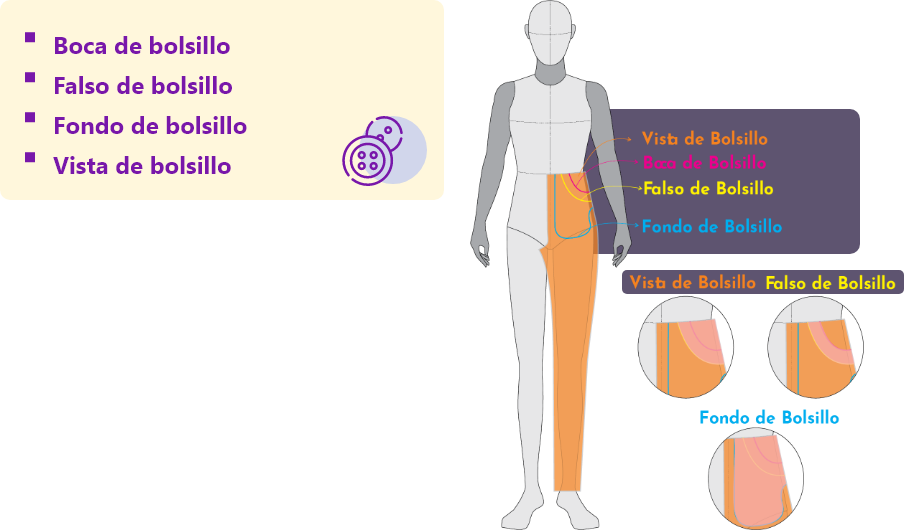 Boca de bolsillo
Falso de bolsillo
Fondo de bolsillo
Vista de bolsillo
Vista de Bolsillo
Boca de Bolsillo
Falso de Bolsillo
Fondo de Bolsillo
Vista de Bolsillo
Falso de Bolsillo
Fondo de Bolsillo